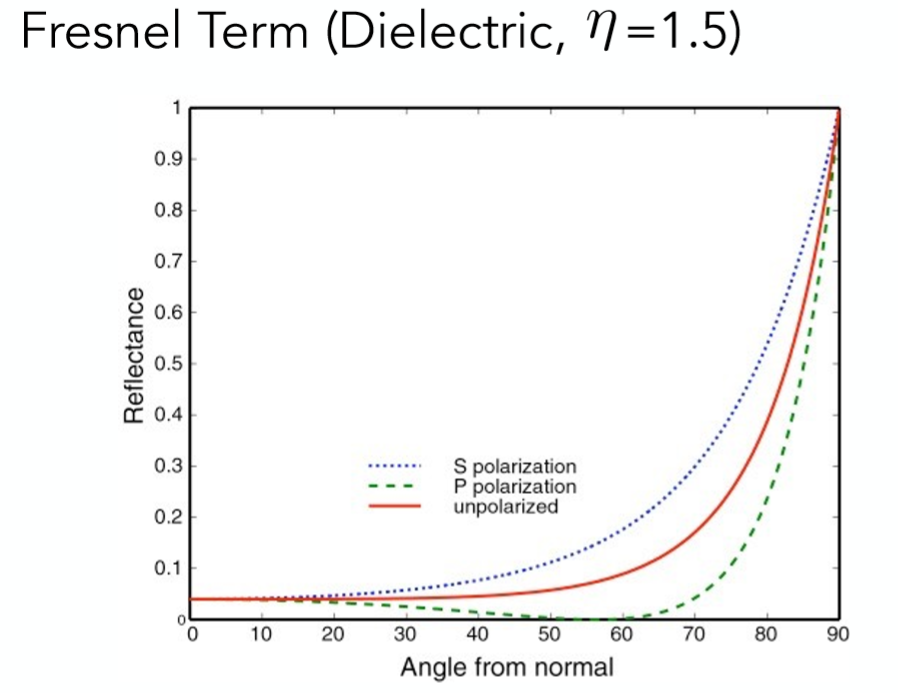 Fresnel Term (Dielectric, η=1.5)
1
0.9
0.8
0.7
0.6
0.5
0.4
0.3
0.2
0.1
0
Reflectance
S polarization
P polarization
unpolarized
0 10 20 30 40 50 60 70 80 90
Angle from normal